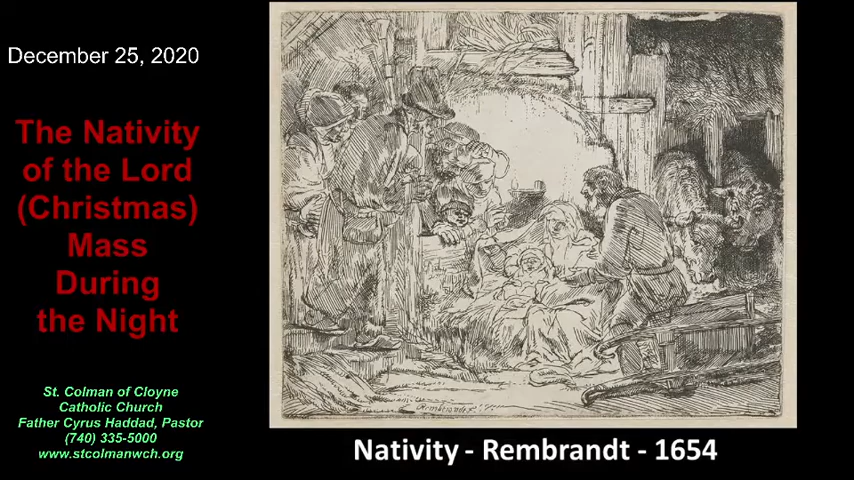 December 25, 2020
The Nativity
of the Lord
(Christmas)
Mass
During
the Night
St. Colman of Cloyne
Catholic Church
Father Cyrus Haddad, Pastor
(740) 335-5000
www.stcolmanwch.org
Nativity - Rembrandt - 1654